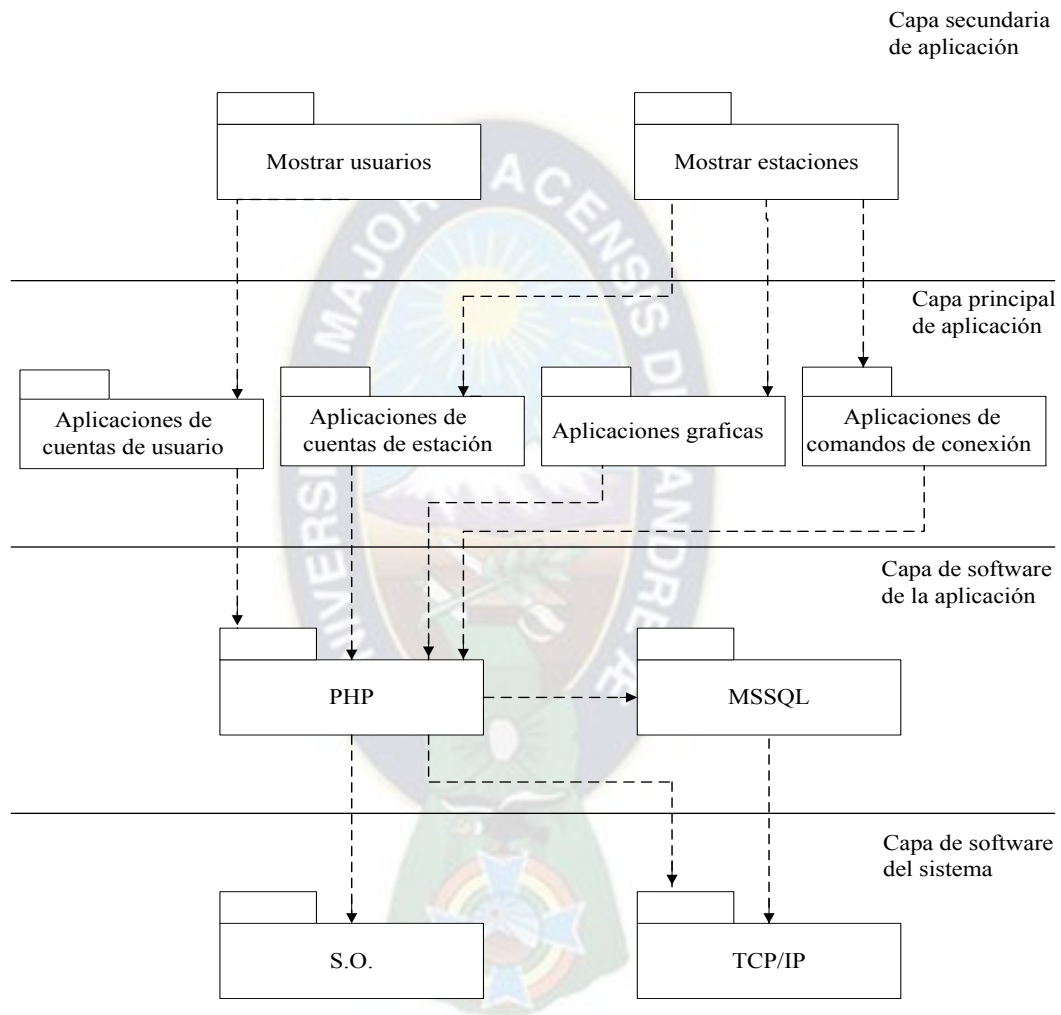 Capa secundaria
de aplicación
Mostrar usuarios
Mostrar estaciones
Capa principal
de aplicación
Aplicaciones de
cuentas de usuario
Aplicaciones de
cuentas de estación
Aplicaciones graficas
Aplicaciones de
comandos de conexión
Capa de software
de la aplicación
PHP
MSSQL
Capa de software
del sistema
S.O.
TCP/IP